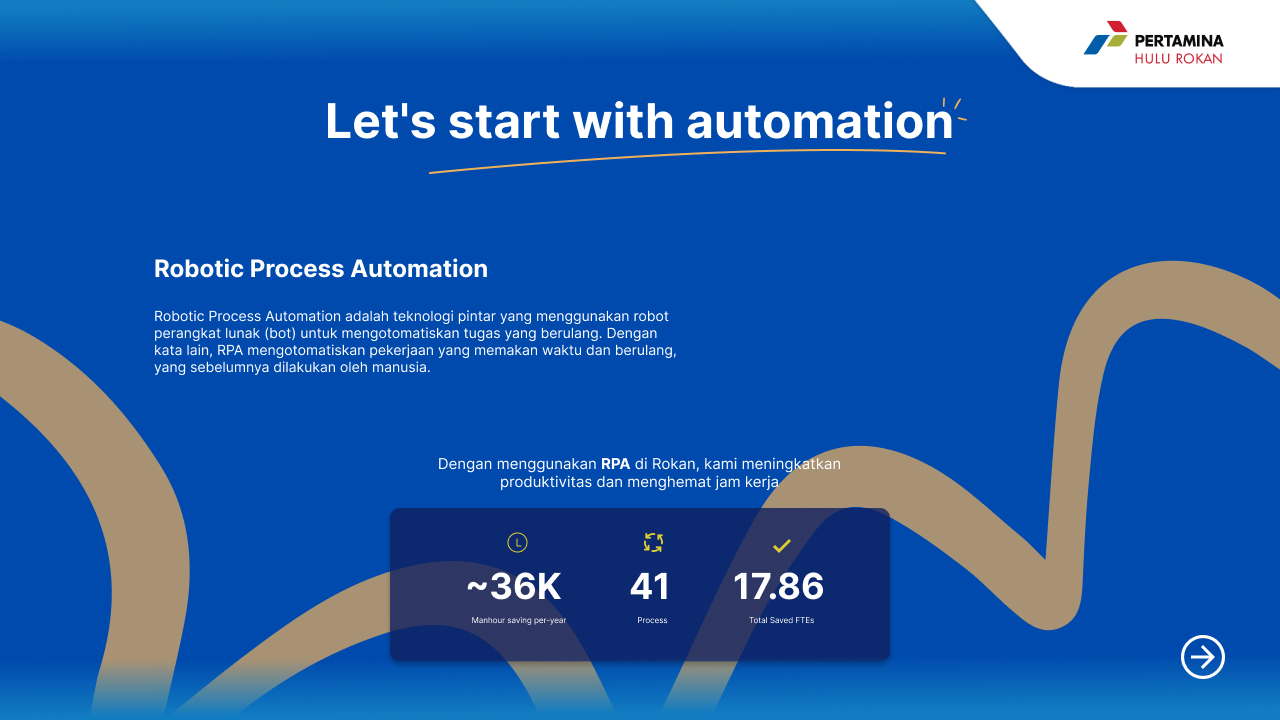 PERTAMINA
HULU ROKAN
Let's start with automation
Robotic Process Automation
Robotic Process Automation adalah teknologi pintar yang menggunakan robot
perangkat lunak (bot) untuk mengotomatiskan tugas yang berulang. Dengan
kata lain, RPA mengotomatiskan pekerjaan yang memakan waktu dan berulang,
yang sebelumnya dilakukan oleh manusia.
Dengan menggunakan RPA di Rokan, kami meningkatkan
produktivitas dan menghemat jam kerja
~36K 41 17.86
Manhour saving per-year Process Total Saved FTEs